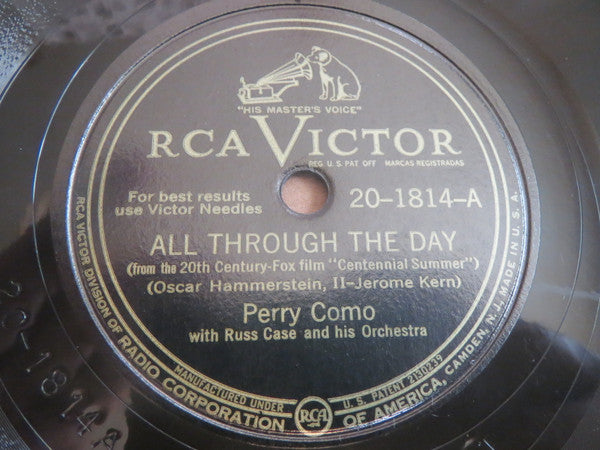 "HIS MASTER'S VOICE"
RCA VICTOR
REG. U.S. PAT. OFF. MARCAS REGISTRADAS
For best results
use Victor Needles
20-1814-A
ALL THROUGH THE DAY
(from the 20th Century-Fox film "Centennial Summer")
(Oscar Hammerstein, II-Jerome Kern)
Perry Como
with Russ Case and his Orchestra
MANUFACTURED UNDER U.S. PATENT 2130239
RCA VICTOR DIVISION OF RADIO CORPORATION OF AMERICA, CAMDEN, N.J. MADE IN U.S.A.
RCA
20-1814A